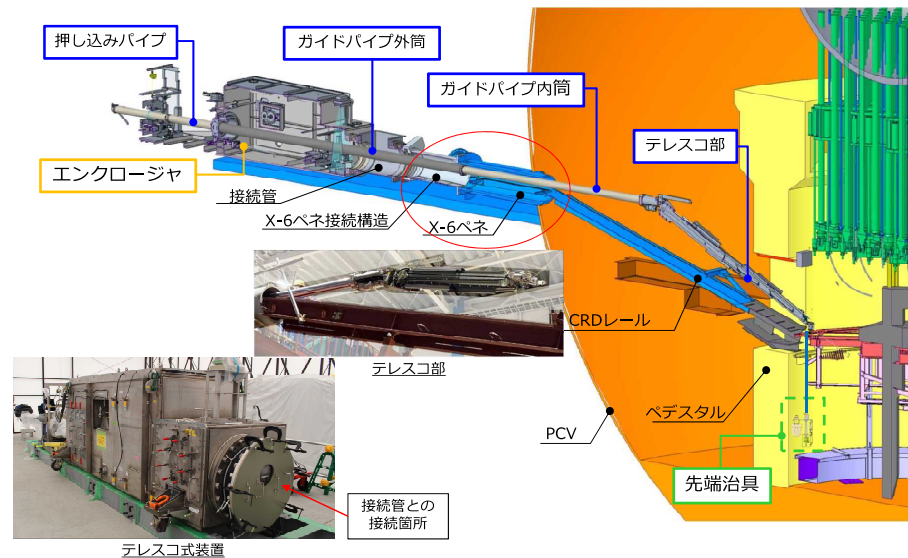 押し込みパイプ
ガイドパイプ外筒
ガイドパイプ内筒
テレスコ部
エンクロージャ
接続管
X-6ペネ接続構造
X-6ペネ
CRDレール
テレスコ部
ペデスタル
PCV
先端治具
接続管との
接続箇所
テレスコ式装置